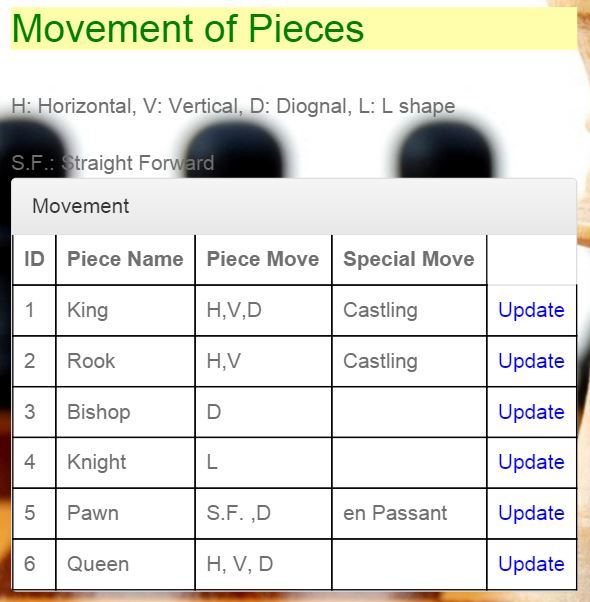 Movement of Pieces
H: Horizontal, V: Vertical, D: Diognal, L: L shape
S.F.: Straight Forward
Movement
ID Piece Name Piece Move Special Move
1 King H,V,D Castling Update
2 Rook H,V Castling Update
3 Bishop D Update
4 Knight L Update
5 Pawn S.F. ,D en Passant Update
6 Queen H, V, D Update